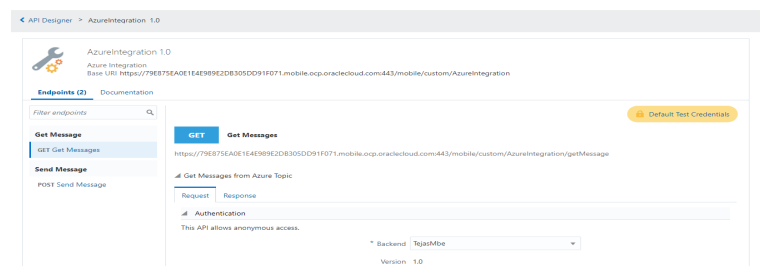 API Designer > AzureIntegration 1.0
AzureIntegration 1.0
Azure Integration
Base URI https://79E875EA0E1E4E989E2DB305DD91F071.mobile.ocp.oraclecloud.com:443/mobile/custom/AzureIntegration
Endpoints (2) Documentation
Filter endpoints
Default Test Credentials
Get Message
GET Get Messages
Send Message
POST Send Message
GET Get Messages
https://79E875EA0E1E4E989E2DB305DD91F071.mobile.ocp.oraclecloud.com:443/mobile/custom/AzureIntegration/getMessage
Get Messages from Azure Topic
Request Response
Authentication
This API allows anonymous access.
* Backend TejasMbe
Version 1.0